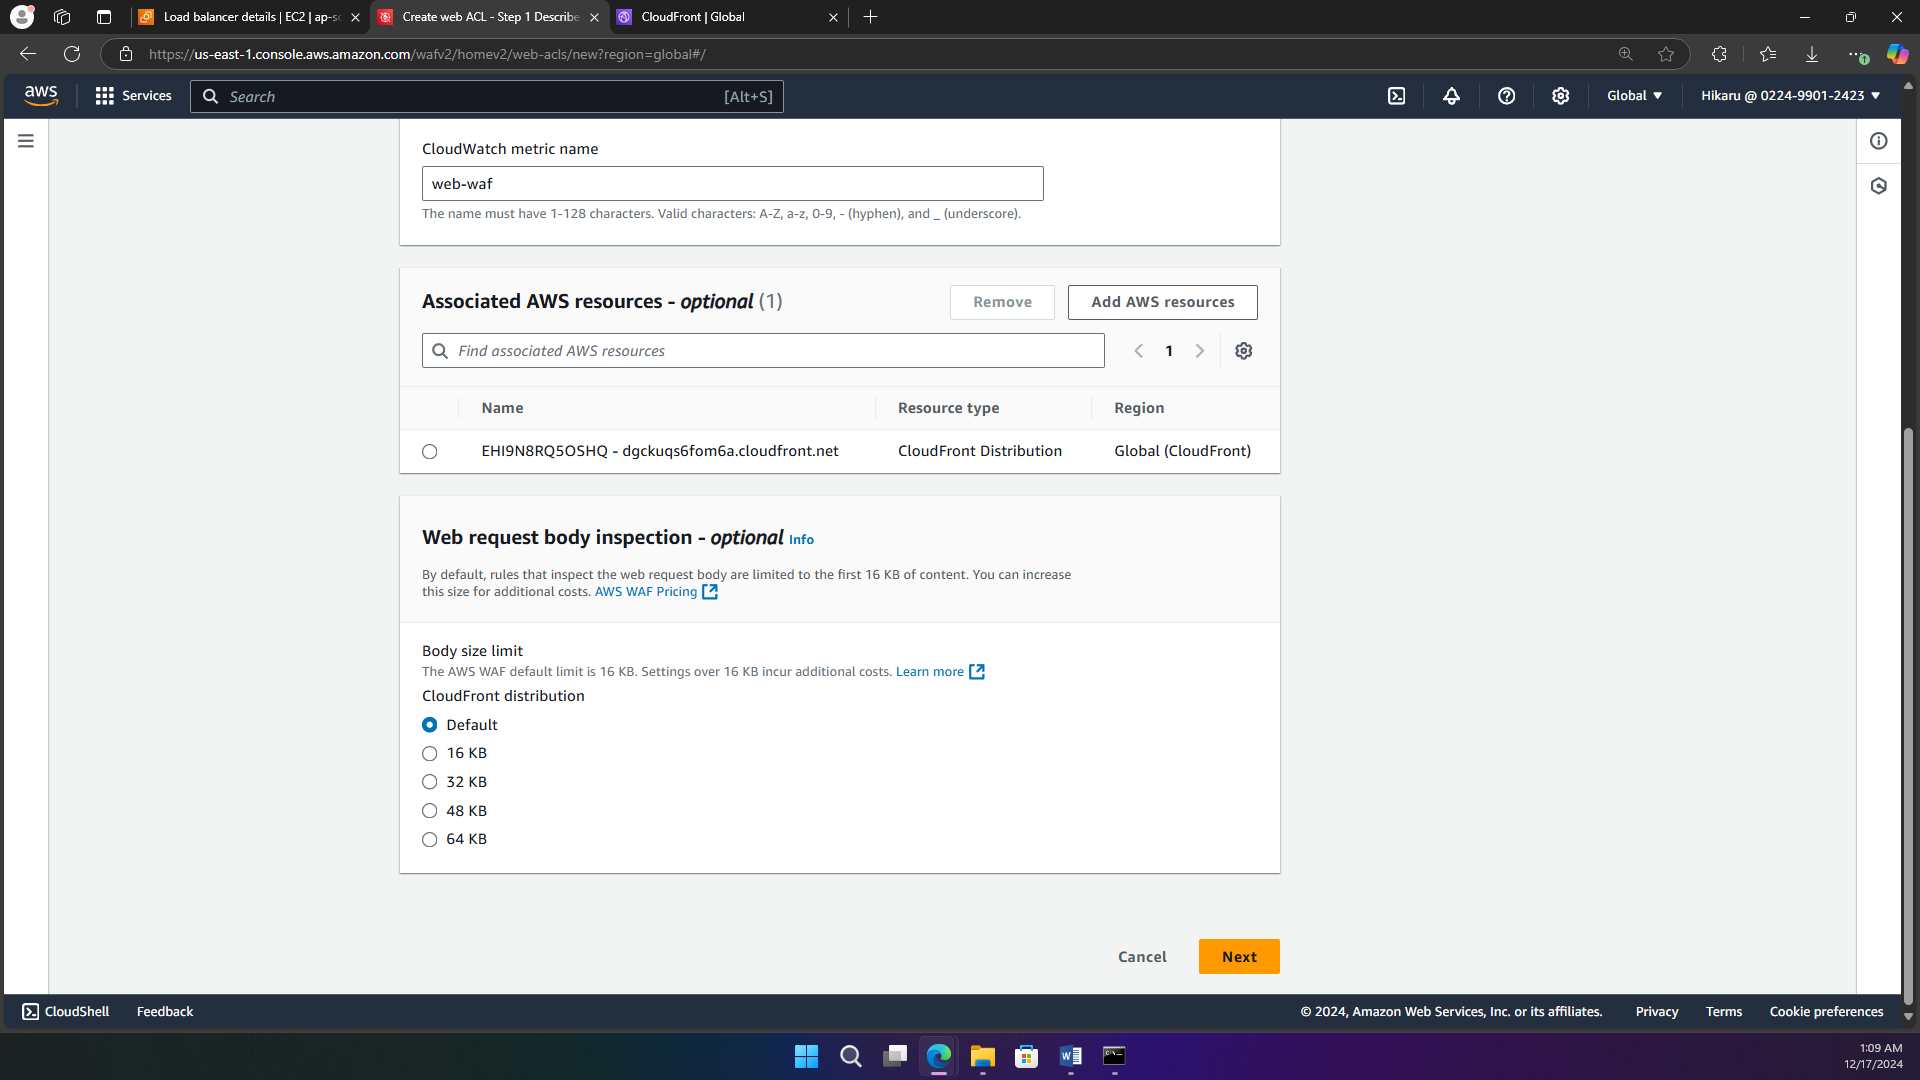 Load balancer details | EC2 | ap-sc
Create web ACL - Step 1 Describe
CloudFront | Global
https://us-east-1.console.aws.amazon.com/wafv2/homev2/web-acls/new?region=global#/
aws
Services
Search
[Alt+S]
Global
Hikaru @ 0224-9901-2423
CloudWatch metric name
web-waf
The name must have 1-128 characters. Valid characters: A-Z, a-z, 0-9, - (hyphen), and _ (underscore).
Associated AWS resources - optional (1)
Remove
Add AWS resources
Find associated AWS resources
1
Name
Resource type
Region
EHI9N8RQ5OSHQ - dgckuqs6fom6a.cloudfront.net
CloudFront Distribution
Global (CloudFront)
Web request body inspection - optional Info
By default, rules that inspect the web request body are limited to the first 16 KB of content. You can increase
this size for additional costs. AWS WAF Pricing
Body size limit
The AWS WAF default limit is 16 KB. Settings over 16 KB incur additional costs. Learn more
CloudFront distribution
Default
16 KB
32 KB
48 KB
64 KB
Cancel
Next
CloudShell
Feedback
© 2024, Amazon Web Services, Inc. or its affiliates.
Privacy
Terms
Cookie preferences
1:09 AM
12/17/2024